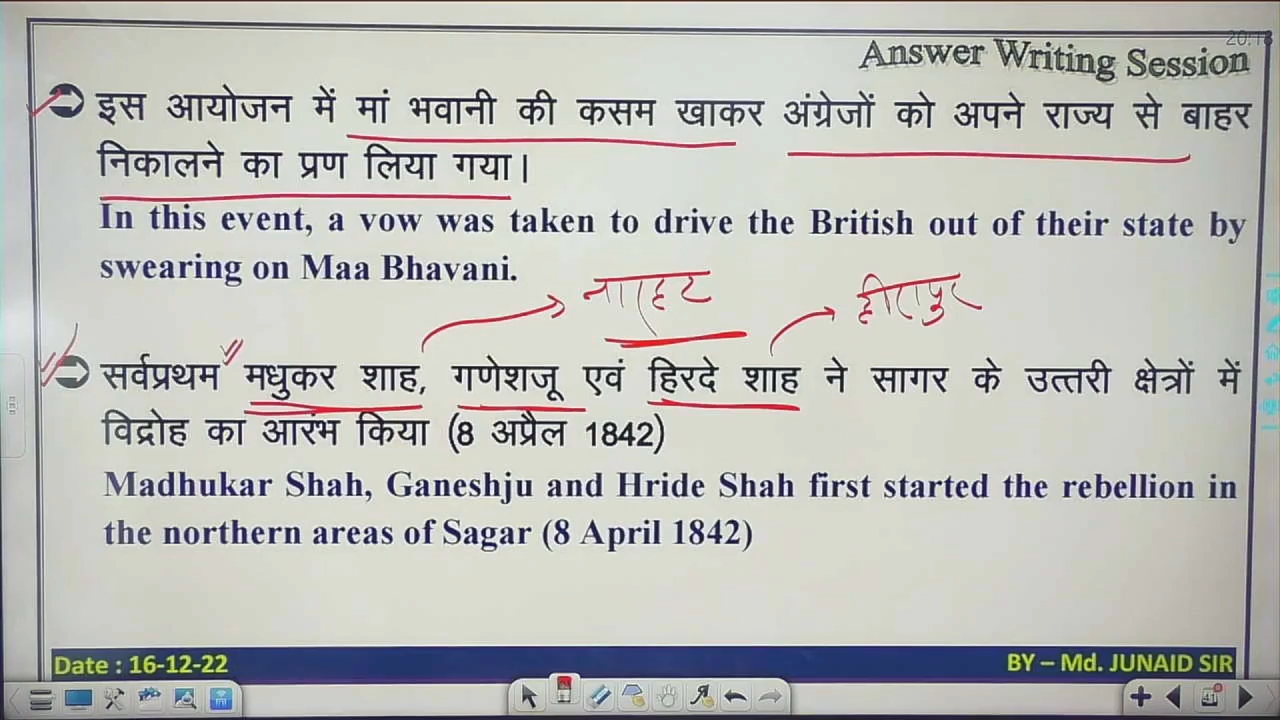 20:18
Answer Writing Session
इस आयोजन में मां भवानी की कसम खाकर अंग्रेजों को अपने राज्य से बाहर
निकालने का प्रण लिया गया।
In this event, a vow was taken to drive the British out of their state by
swearing on Maa Bhavani.
नाहट हीरापुर
सर्वप्रथम मधुकर शाह, गणेशजू एवं हिरदे शाह ने सागर के उत्तरी क्षेत्रों में
विद्रोह का आरंभ किया (8 अप्रैल 1842)
Madhukar Shah, Ganeshju and Hride Shah first started the rebellion in
the northern areas of Sagar (8 April 1842)
Date : 16-12-22 BY – Md. JUNAID SIR
41